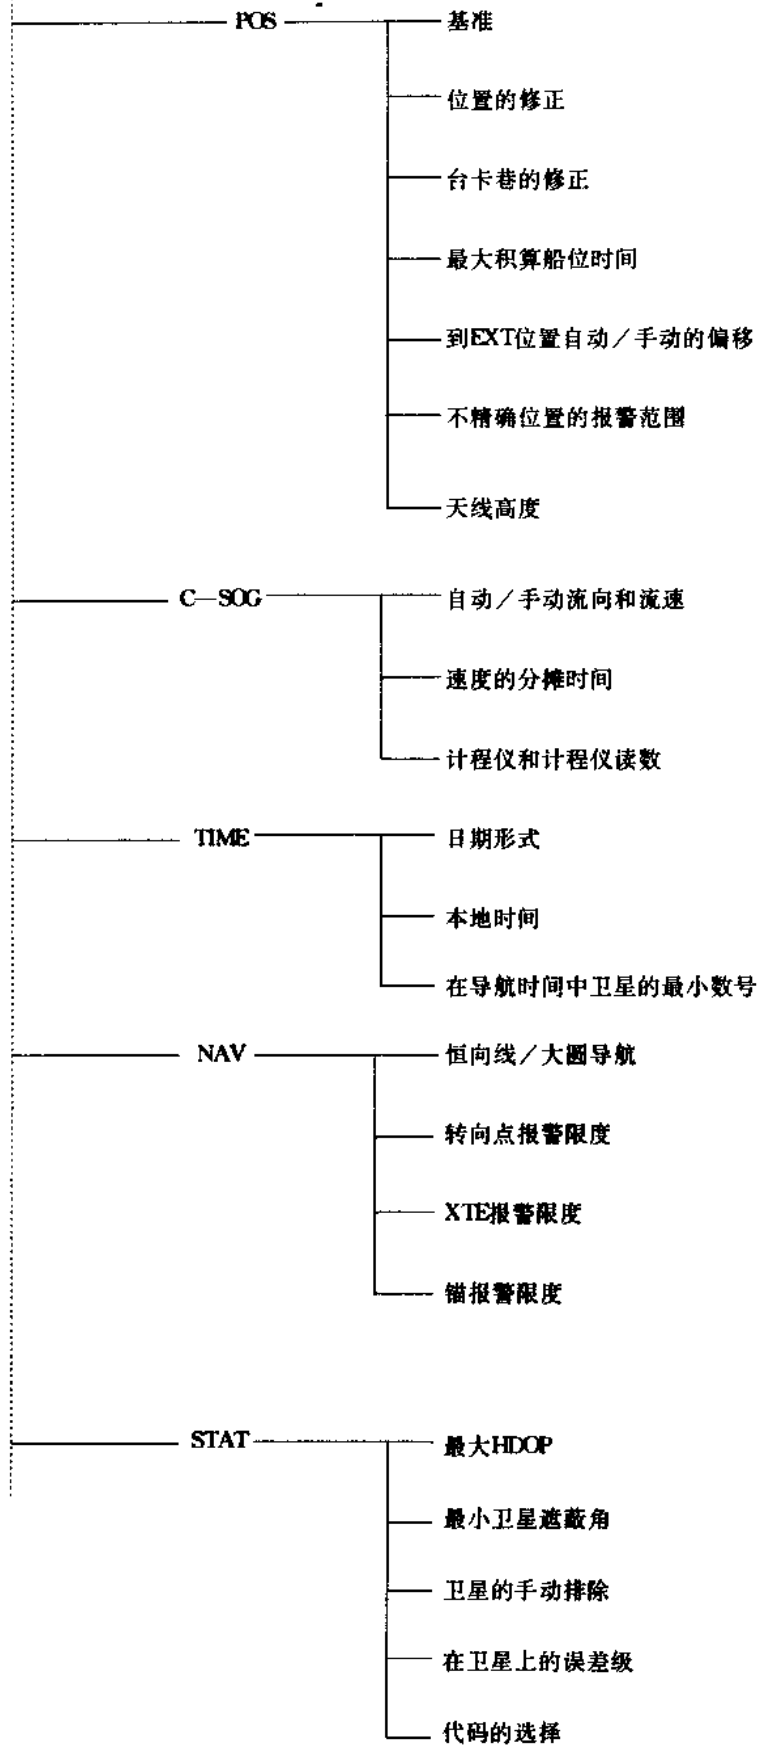 POS
基准
位置的修正
台卡巷的修正
最大积算船位时间
到EXT位置自动／手动的偏移
不精确位置的报警范围
天线高度
C—SOG
自动／手动流向和流速
速度的分摊时间
计程仪和计程仪读数
TIME
日期形式
本地时间
在导航时间中卫星的最小数号
NAV
恒向线／大圆导航
转向点报警限度
XTE报警限度
锚报警限度
STAT
最大HDOP
最小卫星遮蔽角
卫星的手动排除
在卫星上的误差级
代码的选择